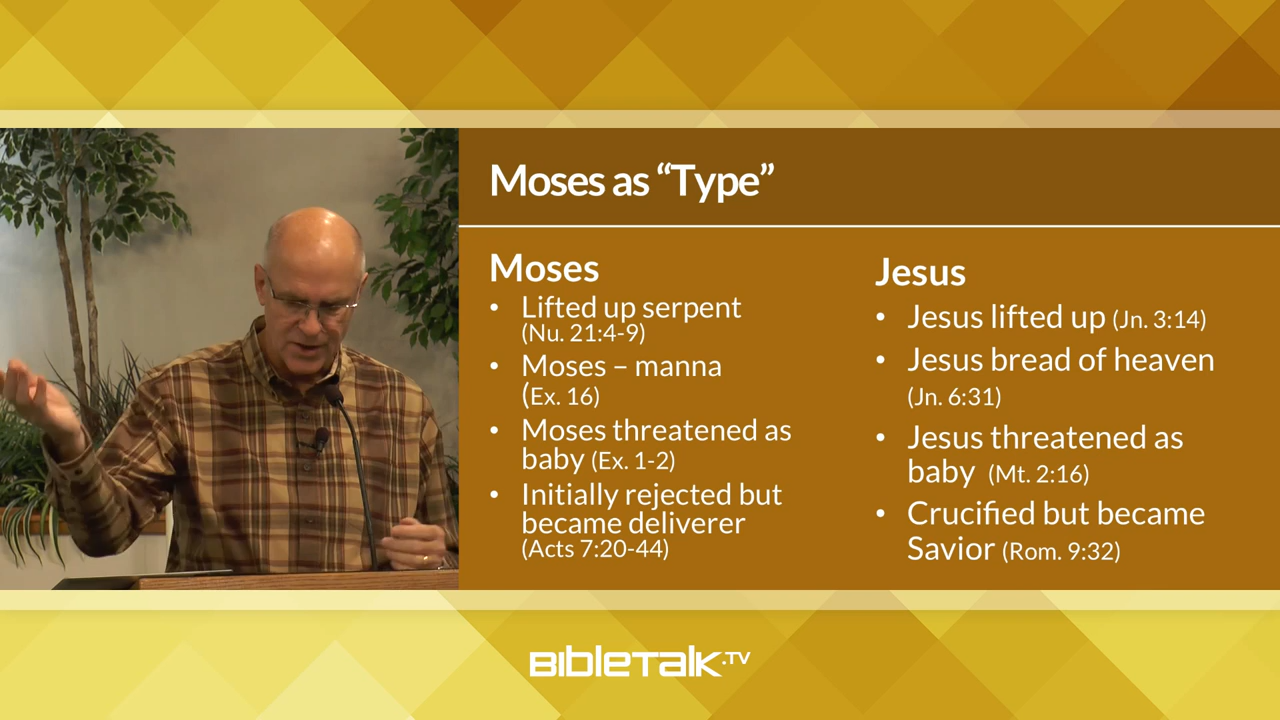 Moses as “Type”
Moses
• Lifted up serpent
(Nu. 21:4-9)
• Moses – manna
(Ex. 16)
• Moses threatened as
baby (Ex. 1-2)
• Initially rejected but
became deliverer
(Acts 7:20-44)
Jesus
• Jesus lifted up (Jn. 3:14)
• Jesus bread of heaven
(Jn. 6:31)
• Jesus threatened as
baby (Mt. 2:16)
• Crucified but became
Savior (Rom. 9:32)
BIBLETALK.TV